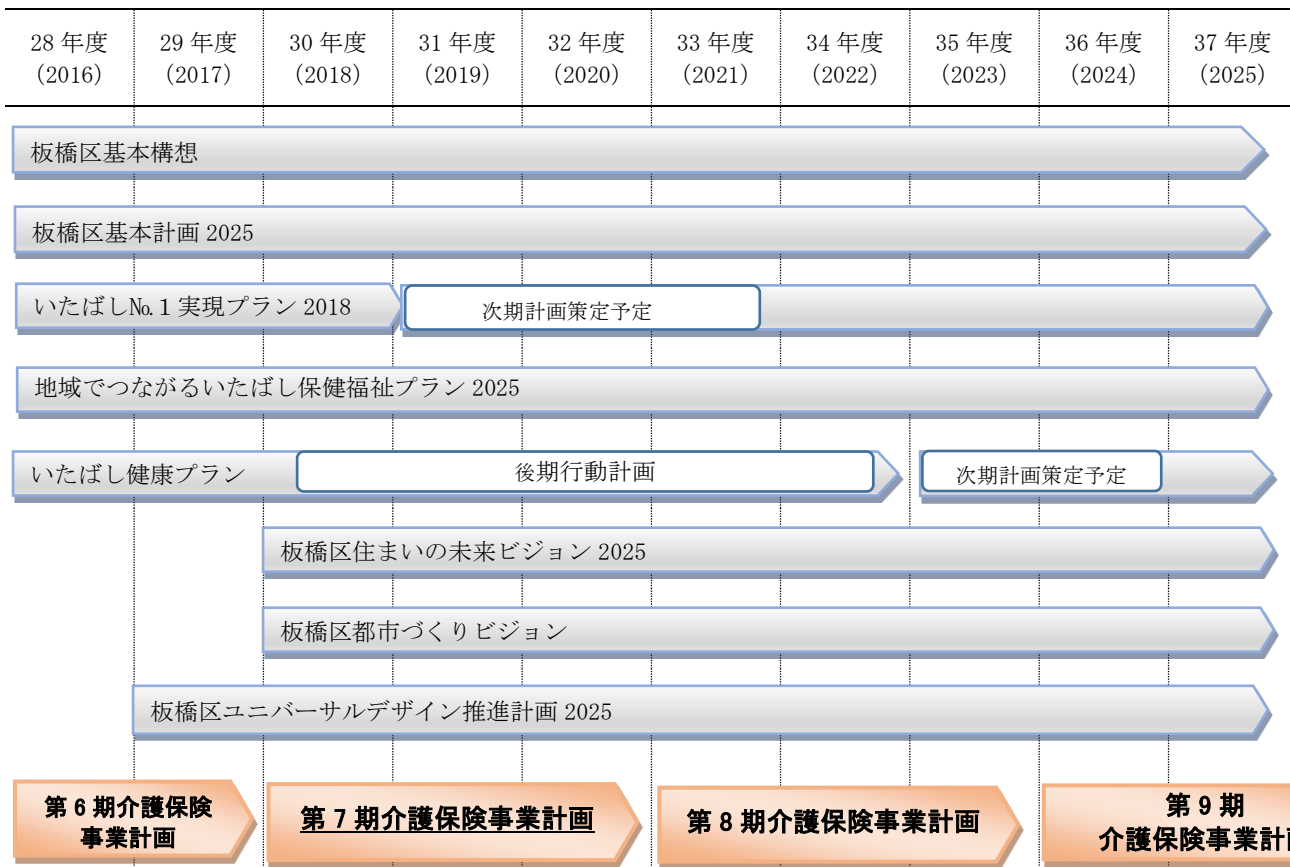 28 年度 29 年度 30 年度 31 年度 32 年度 33 年度 34 年度 35 年度 36 年度 37 年度
(2016) (2017) (2018) (2019) (2020) (2021) (2022) (2023) (2024) (2025)
板橋区基本構想
板橋区基本計画 2025
いたばし№１実現プラン 2018 次期計画策定予定
地域でつながるいたばし保健福祉プラン 2025
いたばし健康プラン 後期行動計画 次期計画策定予定
板橋区住まいの未来ビジョン 2025
板橋区都市づくりビジョン
板橋区ユニバーサルデザイン推進計画 2025
第 6 期介護保険
事業計画
第 7 期介護保険事業計画
第 8 期介護保険事業計画
第 9 期
介護保険事業計